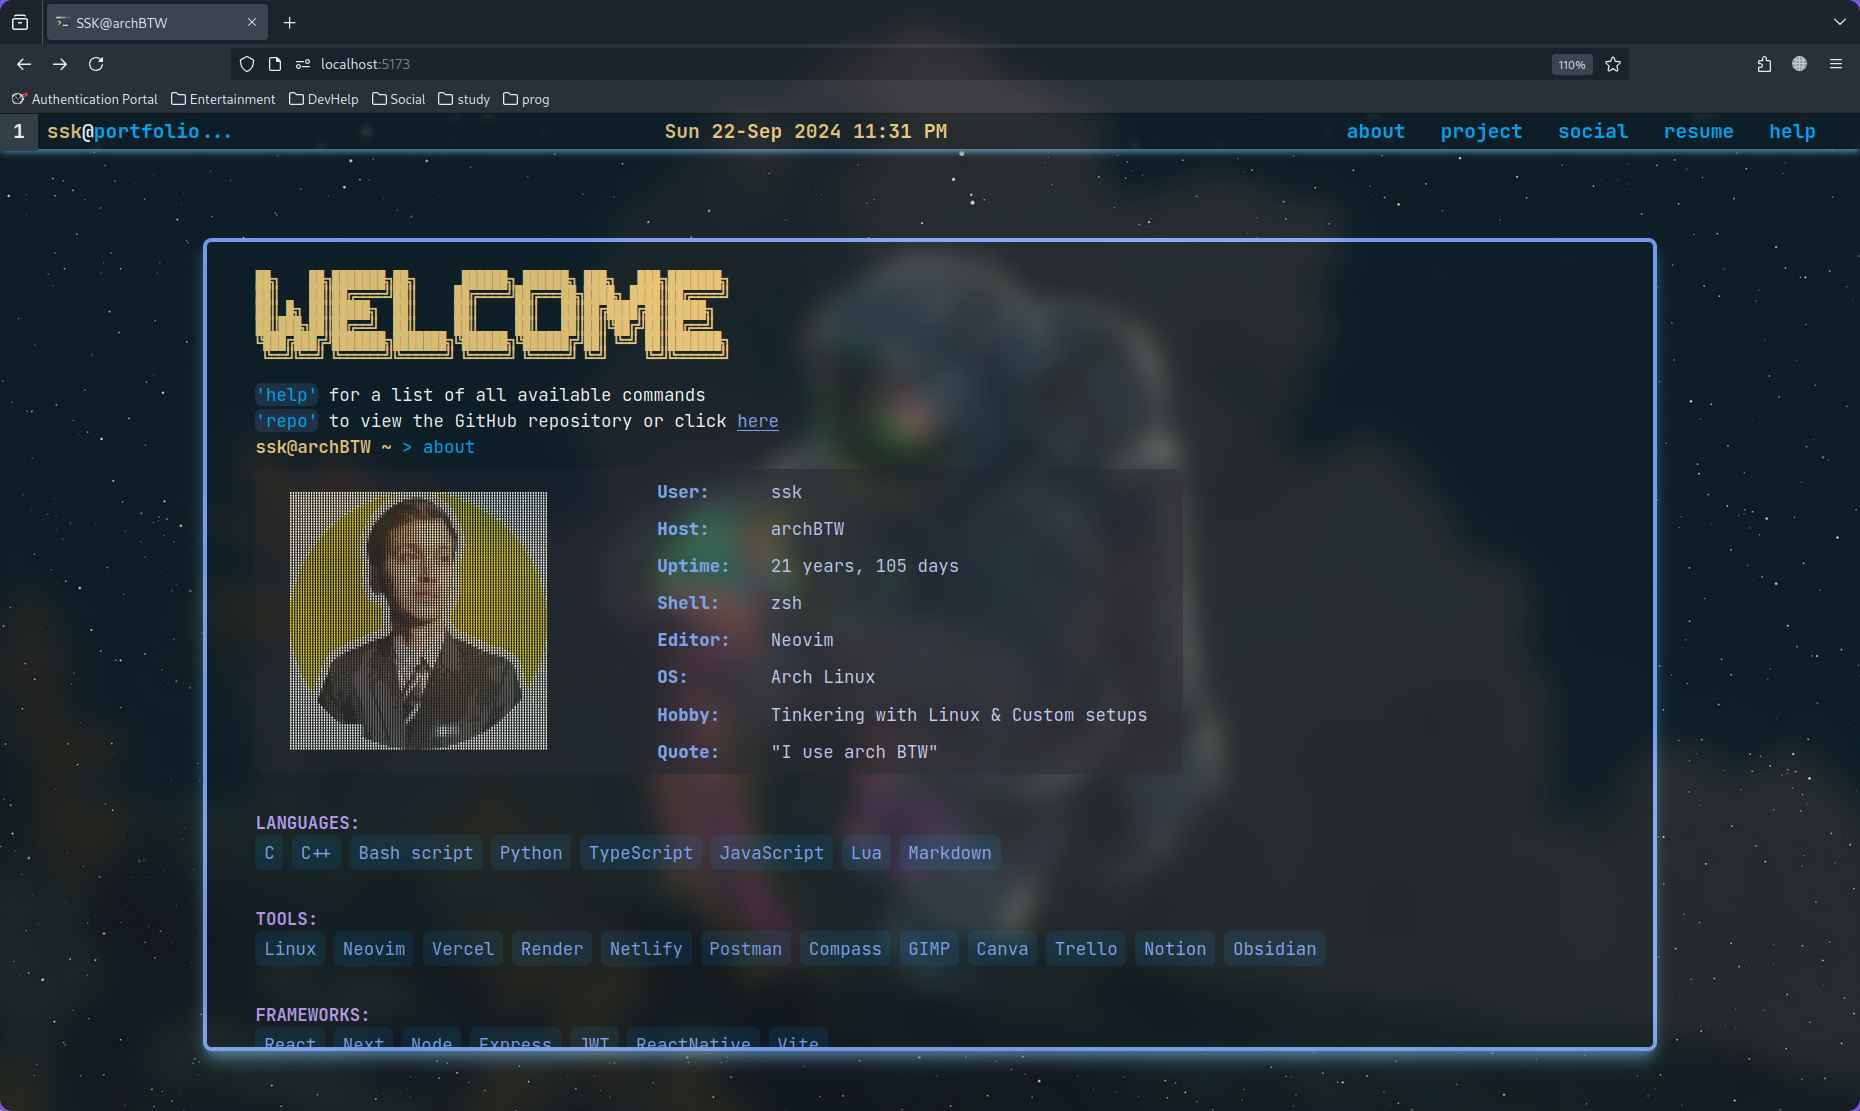 SSK@archBTW
localhost:5173
110%
Authentication Portal Entertainment DevHelp Social study prog
1 ssk@portfolio... Sun 22-Sep 2024 11:31 PM about project social resume help
WELCOME
'help' for a list of all available commands
'repo' to view the GitHub repository or click here
ssk@archBTW ~ > about
User: ssk
Host: archBTW
Uptime: 21 years, 105 days
Shell: zsh
Editor: Neovim
OS: Arch Linux
Hobby: Tinkering with Linux & Custom setups
Quote: "I use arch BTW"
LANGUAGES:
C C++ Bash script Python TypeScript JavaScript Lua Markdown
TOOLS:
Linux Neovim Vercel Render Netlify Postman Compass GIMP Canva Trello Notion Obsidian
FRAMEWORKS:
React Next Node Express JWT ReactNative Vite